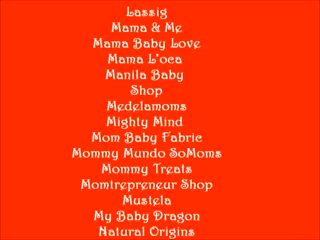 Lassig
Mama & Me
Mama Baby Love
Mama L'oca
Manila Baby
Shop
Medelamoms
Mighty Mind
Mom Baby Fabric
Mommy Mundo SoMoms
Mommy Treats
Momtrepreneur Shop
Mustela
My Baby Dragon
Natural Origins